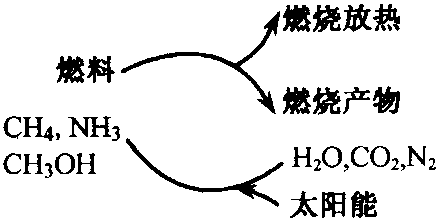 燃烧放热
燃料
燃烧产物
CH4, NH3
CH3OH
H2O,CO2,N2
太阳能